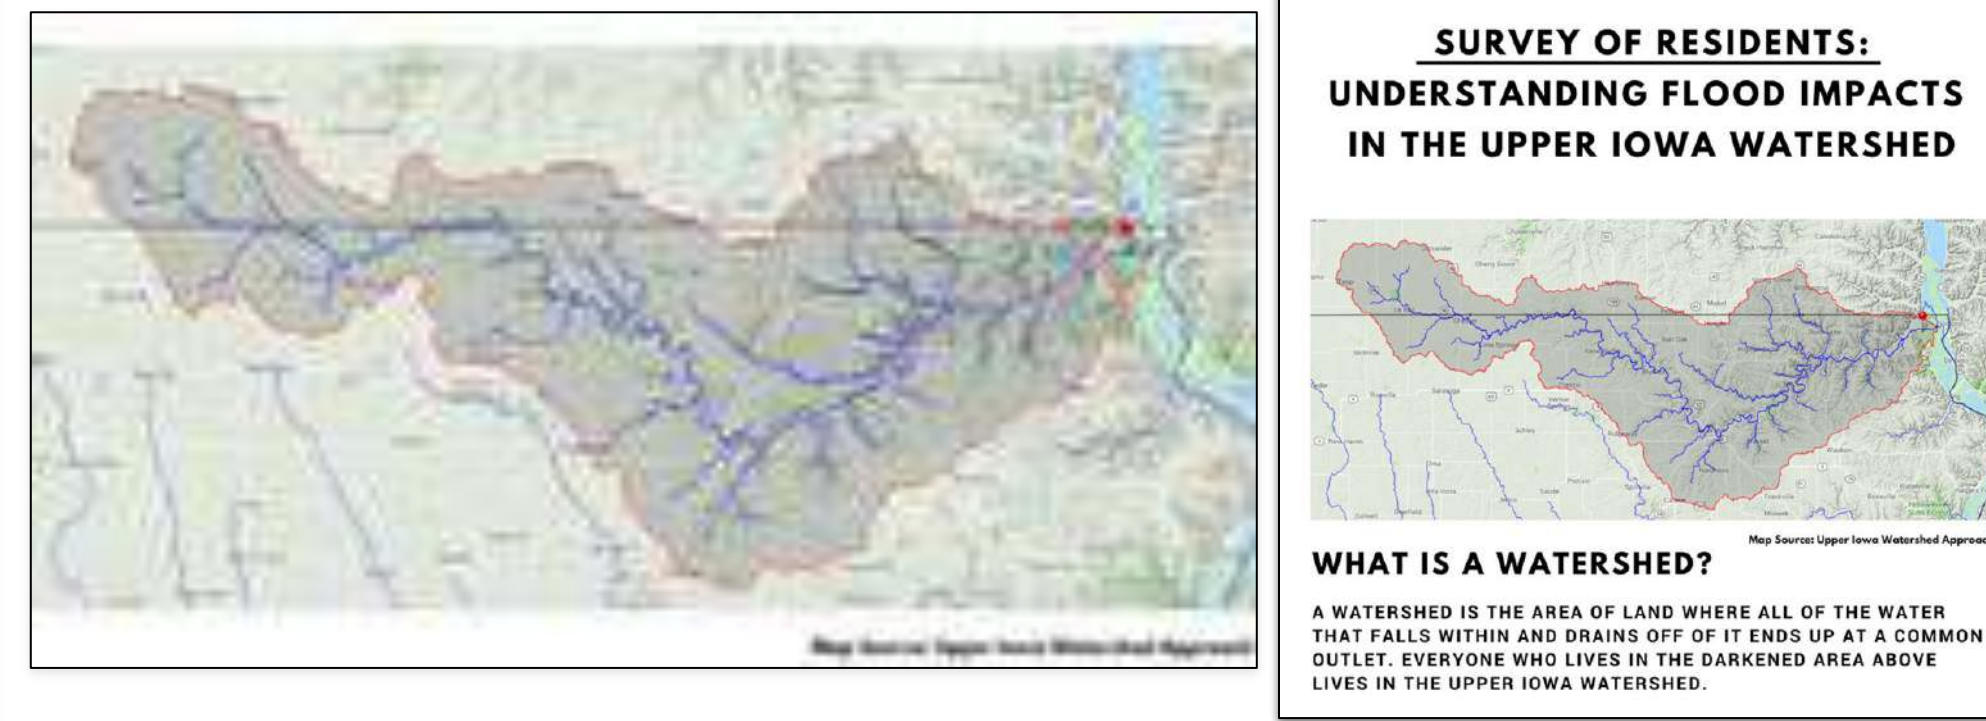 SURVEY OF RESIDENTS:
UNDERSTANDING FLOOD IMPACTS
IN THE UPPER IOWA WATERSHED
Map Source: Upper Iowa Watershed Approac
WHAT IS A WATERSHED?
A WATERSHED IS THE AREA OF LAND WHERE ALL OF THE WATER
THAT FALLS WITHIN AND DRAINS OFF OF IT ENDS UP AT A COMMON
OUTLET. EVERYONE WHO LIVES IN THE DARKENED AREA ABOVE
LIVES IN THE UPPER IOWA WATERSHED.